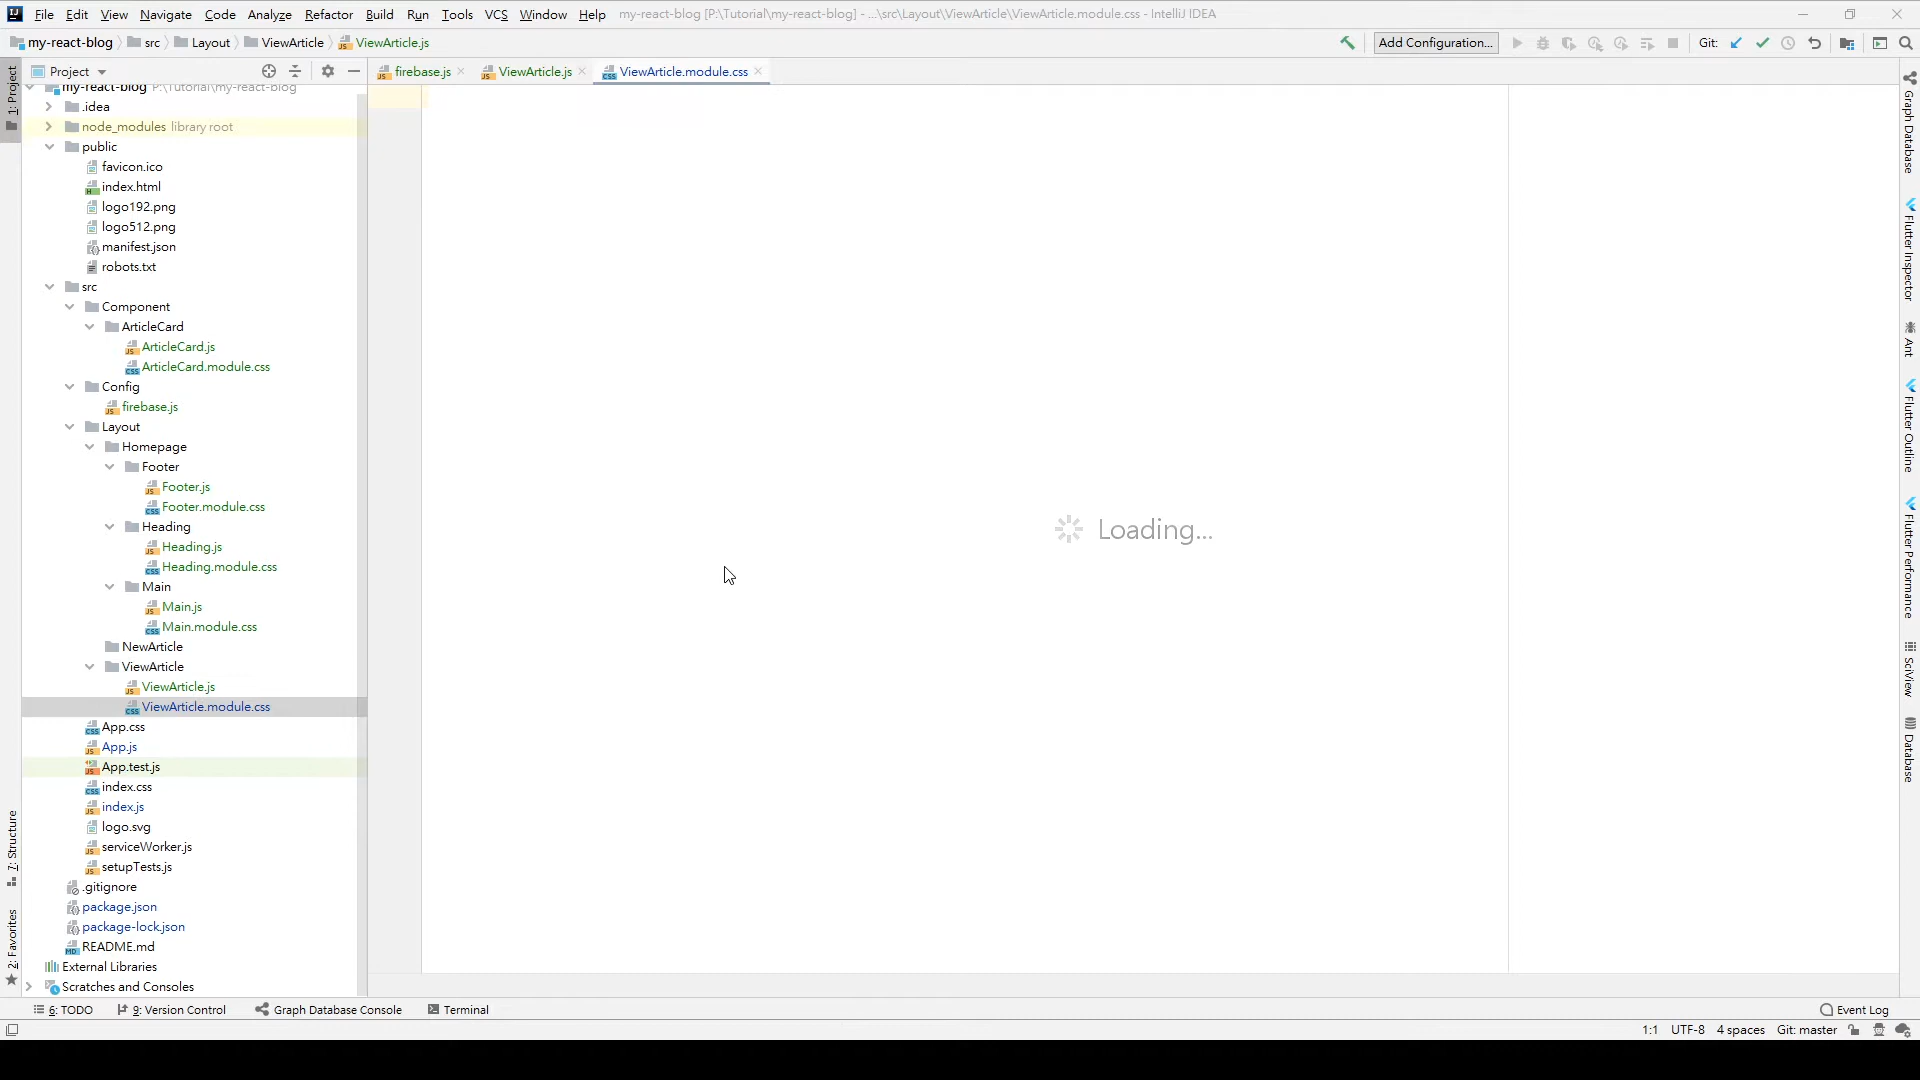 File Edit View Navigate Code Analyze Refactor Build Run Tools VCS Window Help my-react-blog [P:\Tutorial\my-react-blog] - ...\src\Layout\ViewArticle\ViewArticle.module.css - IntelliJ IDEA
my-react-blog src Layout ViewArticle ViewArticle.js Add Configuration... Git:
Project firebase.js ViewArticle.js ViewArticle.module.css
1: Project
my-react-blog P:\Tutorial\my-react-blog
.idea
node_modules library root
public
favicon.ico
index.html
logo192.png
logo512.png
manifest.json
robots.txt
src
Component
ArticleCard
ArticleCard.js
ArticleCard.module.css
Config
firebase.js
Layout
Homepage
Footer
Footer.js
Footer.module.css
Heading
Heading.js
Heading.module.css
Main
Main.js
Main.module.css
NewArticle
ViewArticle
ViewArticle.js
ViewArticle.module.css
App.css
App.js
App.test.js
index.css
index.js
logo.svg
serviceWorker.js
setupTests.js
.gitignore
package.json
package-lock.json
README.md
External Libraries
Scratches and Consoles
7: Structure
2: Favorites
Loading...
Graph Database
Flutter Inspector
Ant
Flutter Outline
Flutter Performance
SciView
Database
6: TODO 9: Version Control Graph Database Console Terminal Event Log
1:1 UTF-8 4 spaces Git: master